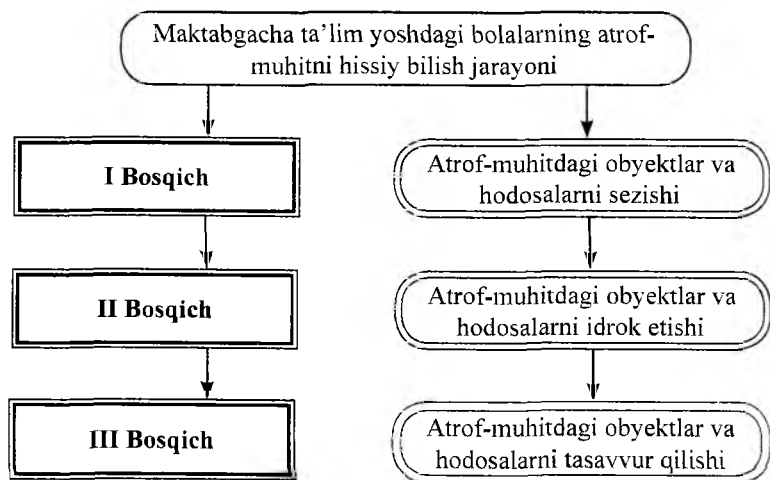 Maktabgacha ta’lim yoshdagi bolalarning atrof-
muhitni hissiy bilish jarayoni
I Bosqich
Atrof-muhitdagi obyektlar va
hodosalarni sezishi
II Bosqich
Atrof-muhitdagi obyektlar va
hodosalarni idrok etishi
III Bosqich
Atrof-muhitdagi obyektlar va
hodosalarni tasavvur qilishi